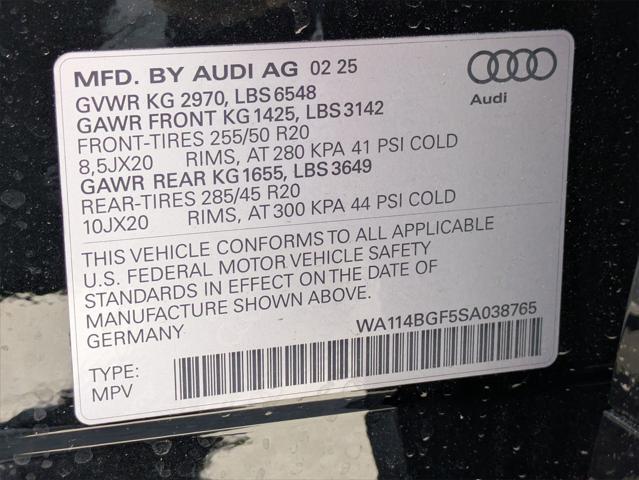 MFD. BY AUDI AG 02 25
Audi
GVWR KG 2970, LBS 6548
GAWR FRONT KG 1425, LBS 3142
FRONT-TIRES 255/50 R20
8,5JX20 RIMS, AT 280 KPA 41 PSI COLD
GAWR REAR KG 1655, LBS 3649
REAR-TIRES 285/45 R20
10JX20 RIMS, AT 300 KPA 44 PSI COLD
THIS VEHICLE CONFORMS TO ALL APPLICABLE
U.S. FEDERAL MOTOR VEHICLE SAFETY
STANDARDS IN EFFECT ON THE DATE OF
MANUFACTURE SHOWN ABOVE.
GERMANY
WA114BGF5SA038765
TYPE:
MPV